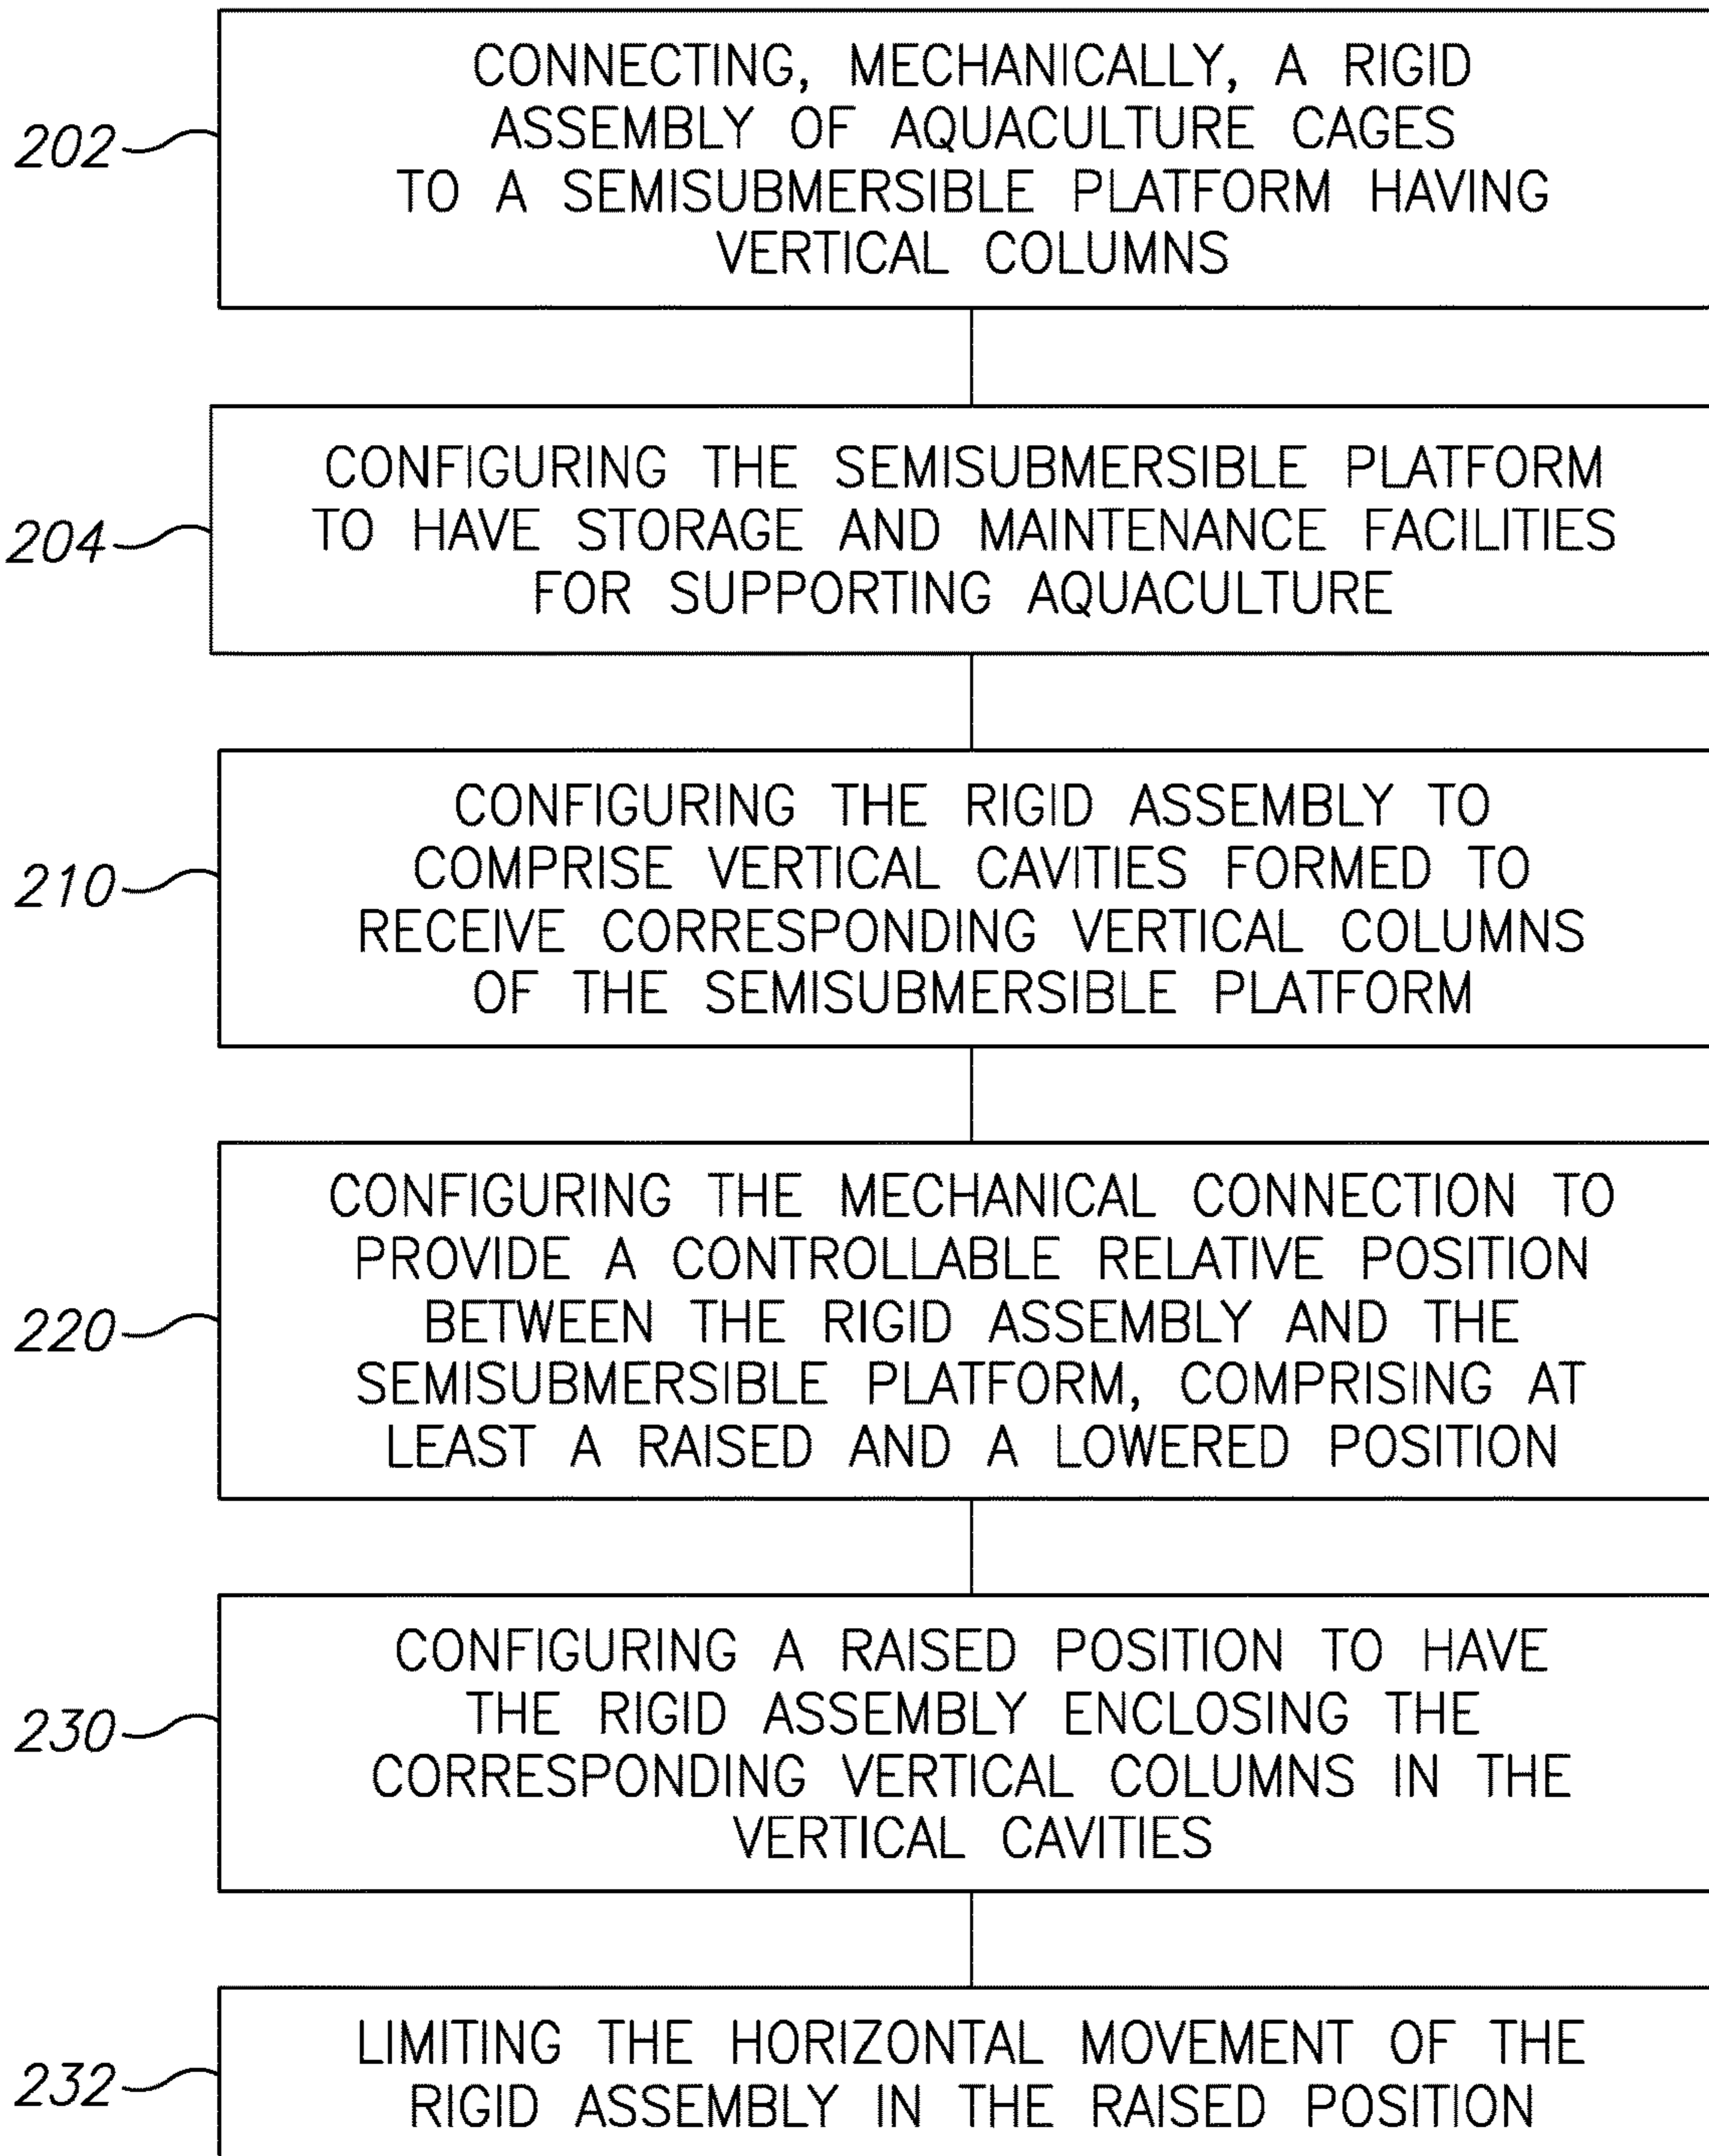 CONNECTING, MECHANICALLY, A RIGID
ASSEMBLY OF AQUACULTURE CAGES
TO A SEMISUBMERSIBLE PLATFORM HAVING
VERTICAL COLUMNS
202
CONFIGURING THE SEMISUBMERSIBLE PLATFORM
TO HAVE STORAGE AND MAINTENANCE FACILITIES
FOR SUPPORTING AQUACULTURE
204
CONFIGURING THE RIGID ASSEMBLY TO
COMPRISE VERTICAL CAVITIES FORMED TO
RECEIVE CORRESPONDING VERTICAL COLUMNS
OF THE SEMISUBMERSIBLE PLATFORM
210
CONFIGURING THE MECHANICAL CONNECTION TO
PROVIDE A CONTROLLABLE RELATIVE POSITION
BETWEEN THE RIGID ASSEMBLY AND THE
SEMISUBMERSIBLE PLATFORM, COMPRISING AT
LEAST A RAISED AND A LOWERED POSITION
220
CONFIGURING A RAISED POSITION TO HAVE
THE RIGID ASSEMBLY ENCLOSING THE
CORRESPONDING VERTICAL COLUMNS IN THE
VERTICAL CAVITIES
230
LIMITING THE HORIZONTAL MOVEMENT OF THE
RIGID ASSEMBLY IN THE RAISED POSITION
232